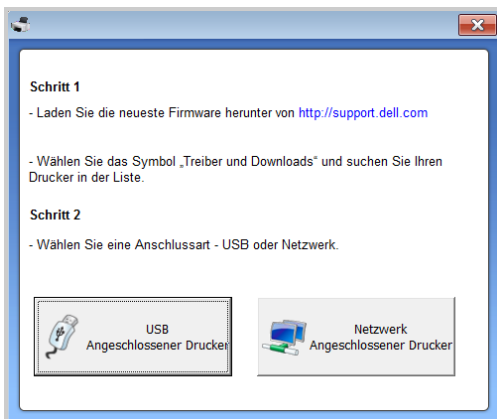 Schritt 1
- Laden Sie die neueste Firmware herunter von http://support.dell.com
- Wählen Sie das Symbol „Treiber und Downloads“ und suchen Sie Ihren
Drucker in der Liste.
Schritt 2
- Wählen Sie eine Anschlussart - USB oder Netzwerk.
USB
Angeschlossener Drucker
Netzwerk
Angeschlossener Drucker